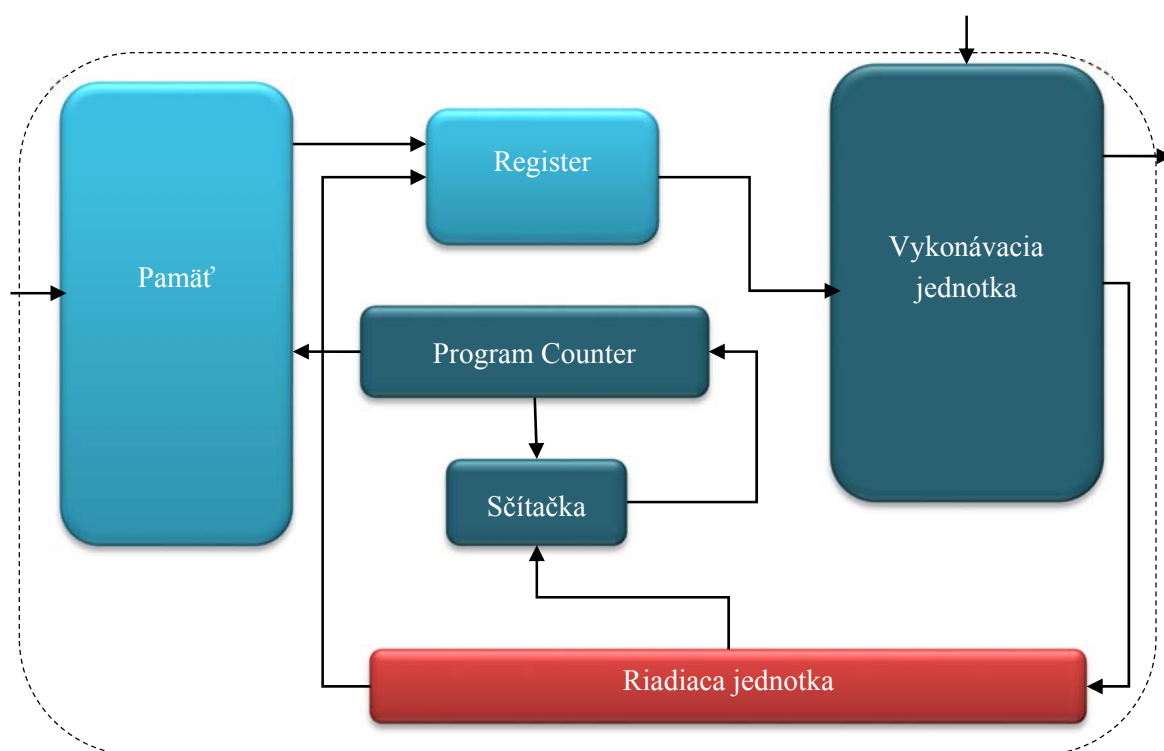 Register
Pamäť
Vykonávacia
jednotka
Program Counter
Sčítačka
Riadiaca jednotka